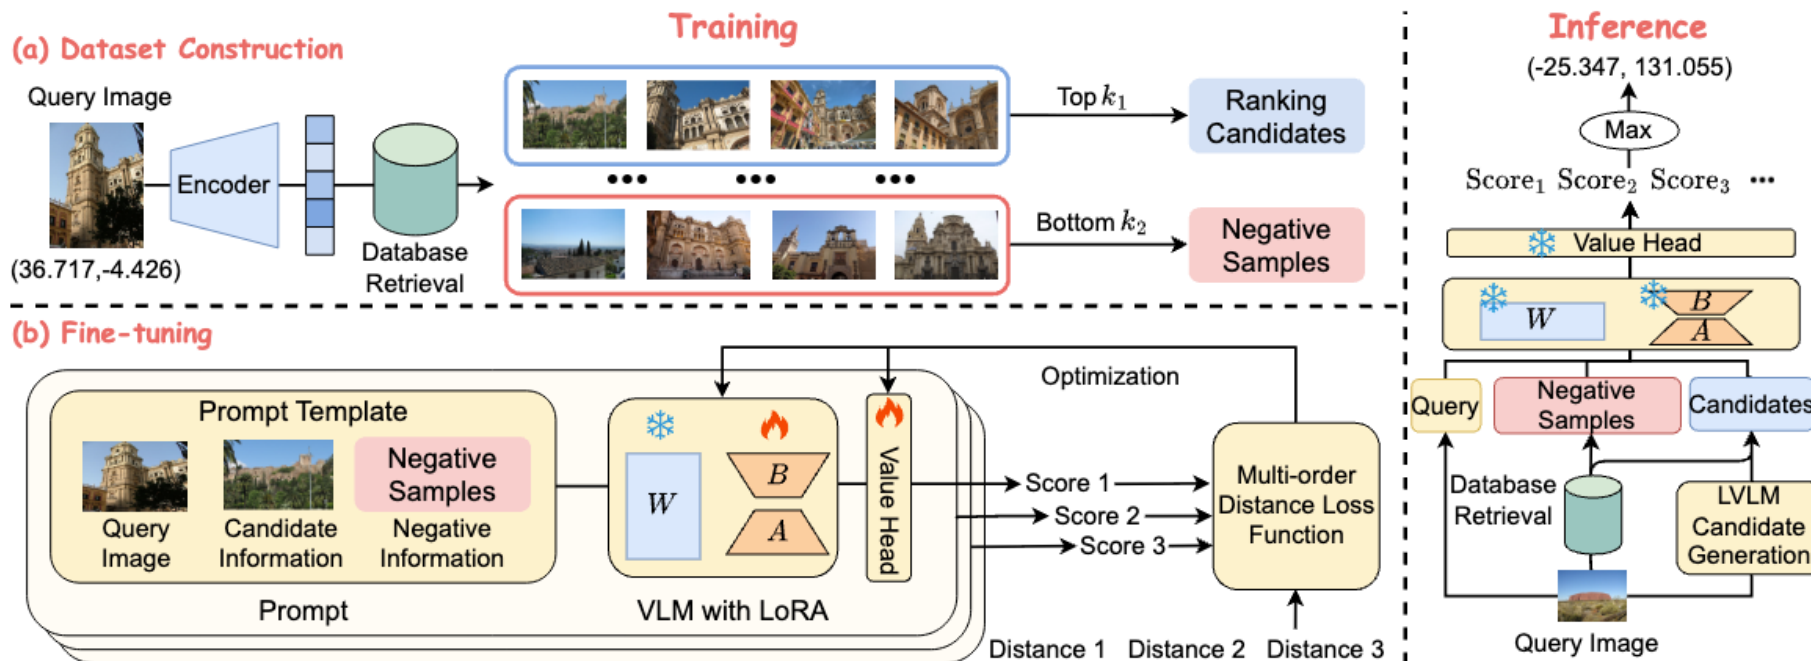 Training
(a) Dataset Construction
Query Image
(36.717,-4.426)
Encoder
Database
Retrieval
Top k₁
Ranking
Candidates
Bottom k₂
Negative
Samples
(b) Fine-tuning
Prompt Template
Query
Image
Candidate
Information
Negative
Samples
Negative
Information
Prompt
W
B
A
VLM with LoRA
Value Head
Optimization
Score 1
Score 2
Score 3
Multi-order
Distance Loss
Function
Distance 1 Distance 2 Distance 3
Inference
(-25.347, 131.055)
Max
Score₁ Score₂ Score₃ •••
Value Head
W
B
A
Query
Negative
Samples
Candidates
Database
Retrieval
LVLM
Candidate
Generation
Query Image